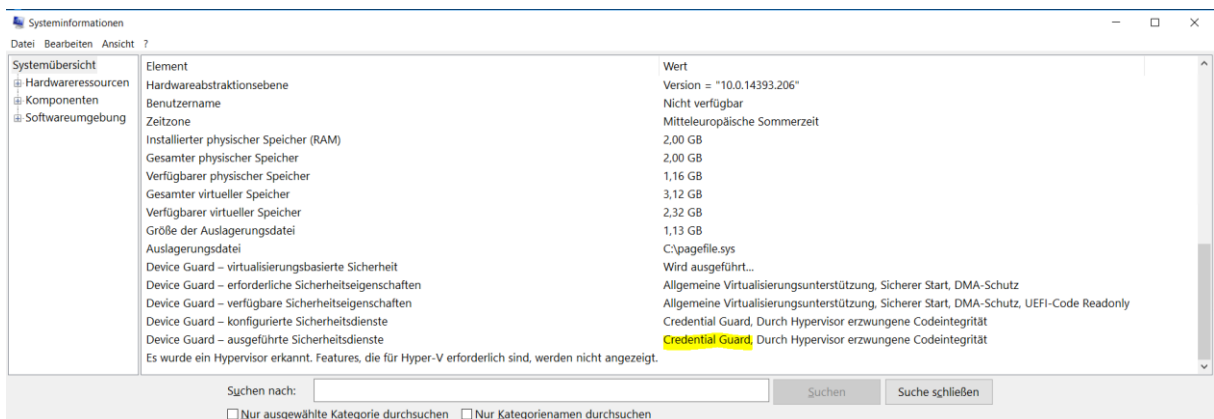 Systeminformationen
Datei Bearbeiten Ansicht ?
Systemübersicht
Hardwareressourcen
Komponenten
Softwareumgebung
Element Wert
Hardwareabstraktionsebene Version = "10.0.14393.206"
Benutzername Nicht verfügbar
Zeitzone Mitteleuropäische Sommerzeit
Installierter physischer Speicher (RAM) 2,00 GB
Gesamter physischer Speicher 2,00 GB
Verfügbarer physischer Speicher 1,16 GB
Gesamter virtueller Speicher 3,12 GB
Verfügbarer virtueller Speicher 2,32 GB
Größe der Auslagerungsdatei 1,13 GB
Auslagerungsdatei C:\pagefile.sys
Device Guard – virtualisierungsbasierte Sicherheit Wird ausgeführt...
Device Guard – erforderliche Sicherheitseigenschaften Allgemeine Virtualisierungsunterstützung, Sicherer Start, DMA-Schutz
Device Guard – verfügbare Sicherheitseigenschaften Allgemeine Virtualisierungsunterstützung, Sicherer Start, DMA-Schutz, UEFI-Code Readonly
Device Guard – konfigurierte Sicherheitsdienste Credential Guard, Durch Hypervisor erzwungene Codeintegrität
Device Guard – ausgeführte Sicherheitsdienste Credential Guard, Durch Hypervisor erzwungene Codeintegrität
Es wurde ein Hypervisor erkannt. Features, die für Hyper-V erforderlich sind, werden nicht angezeigt.
Suchen nach: Suchen Suche schließen
Nur ausgewählte Kategorie durchsuchen Nur Kategorienamen durchsuchen